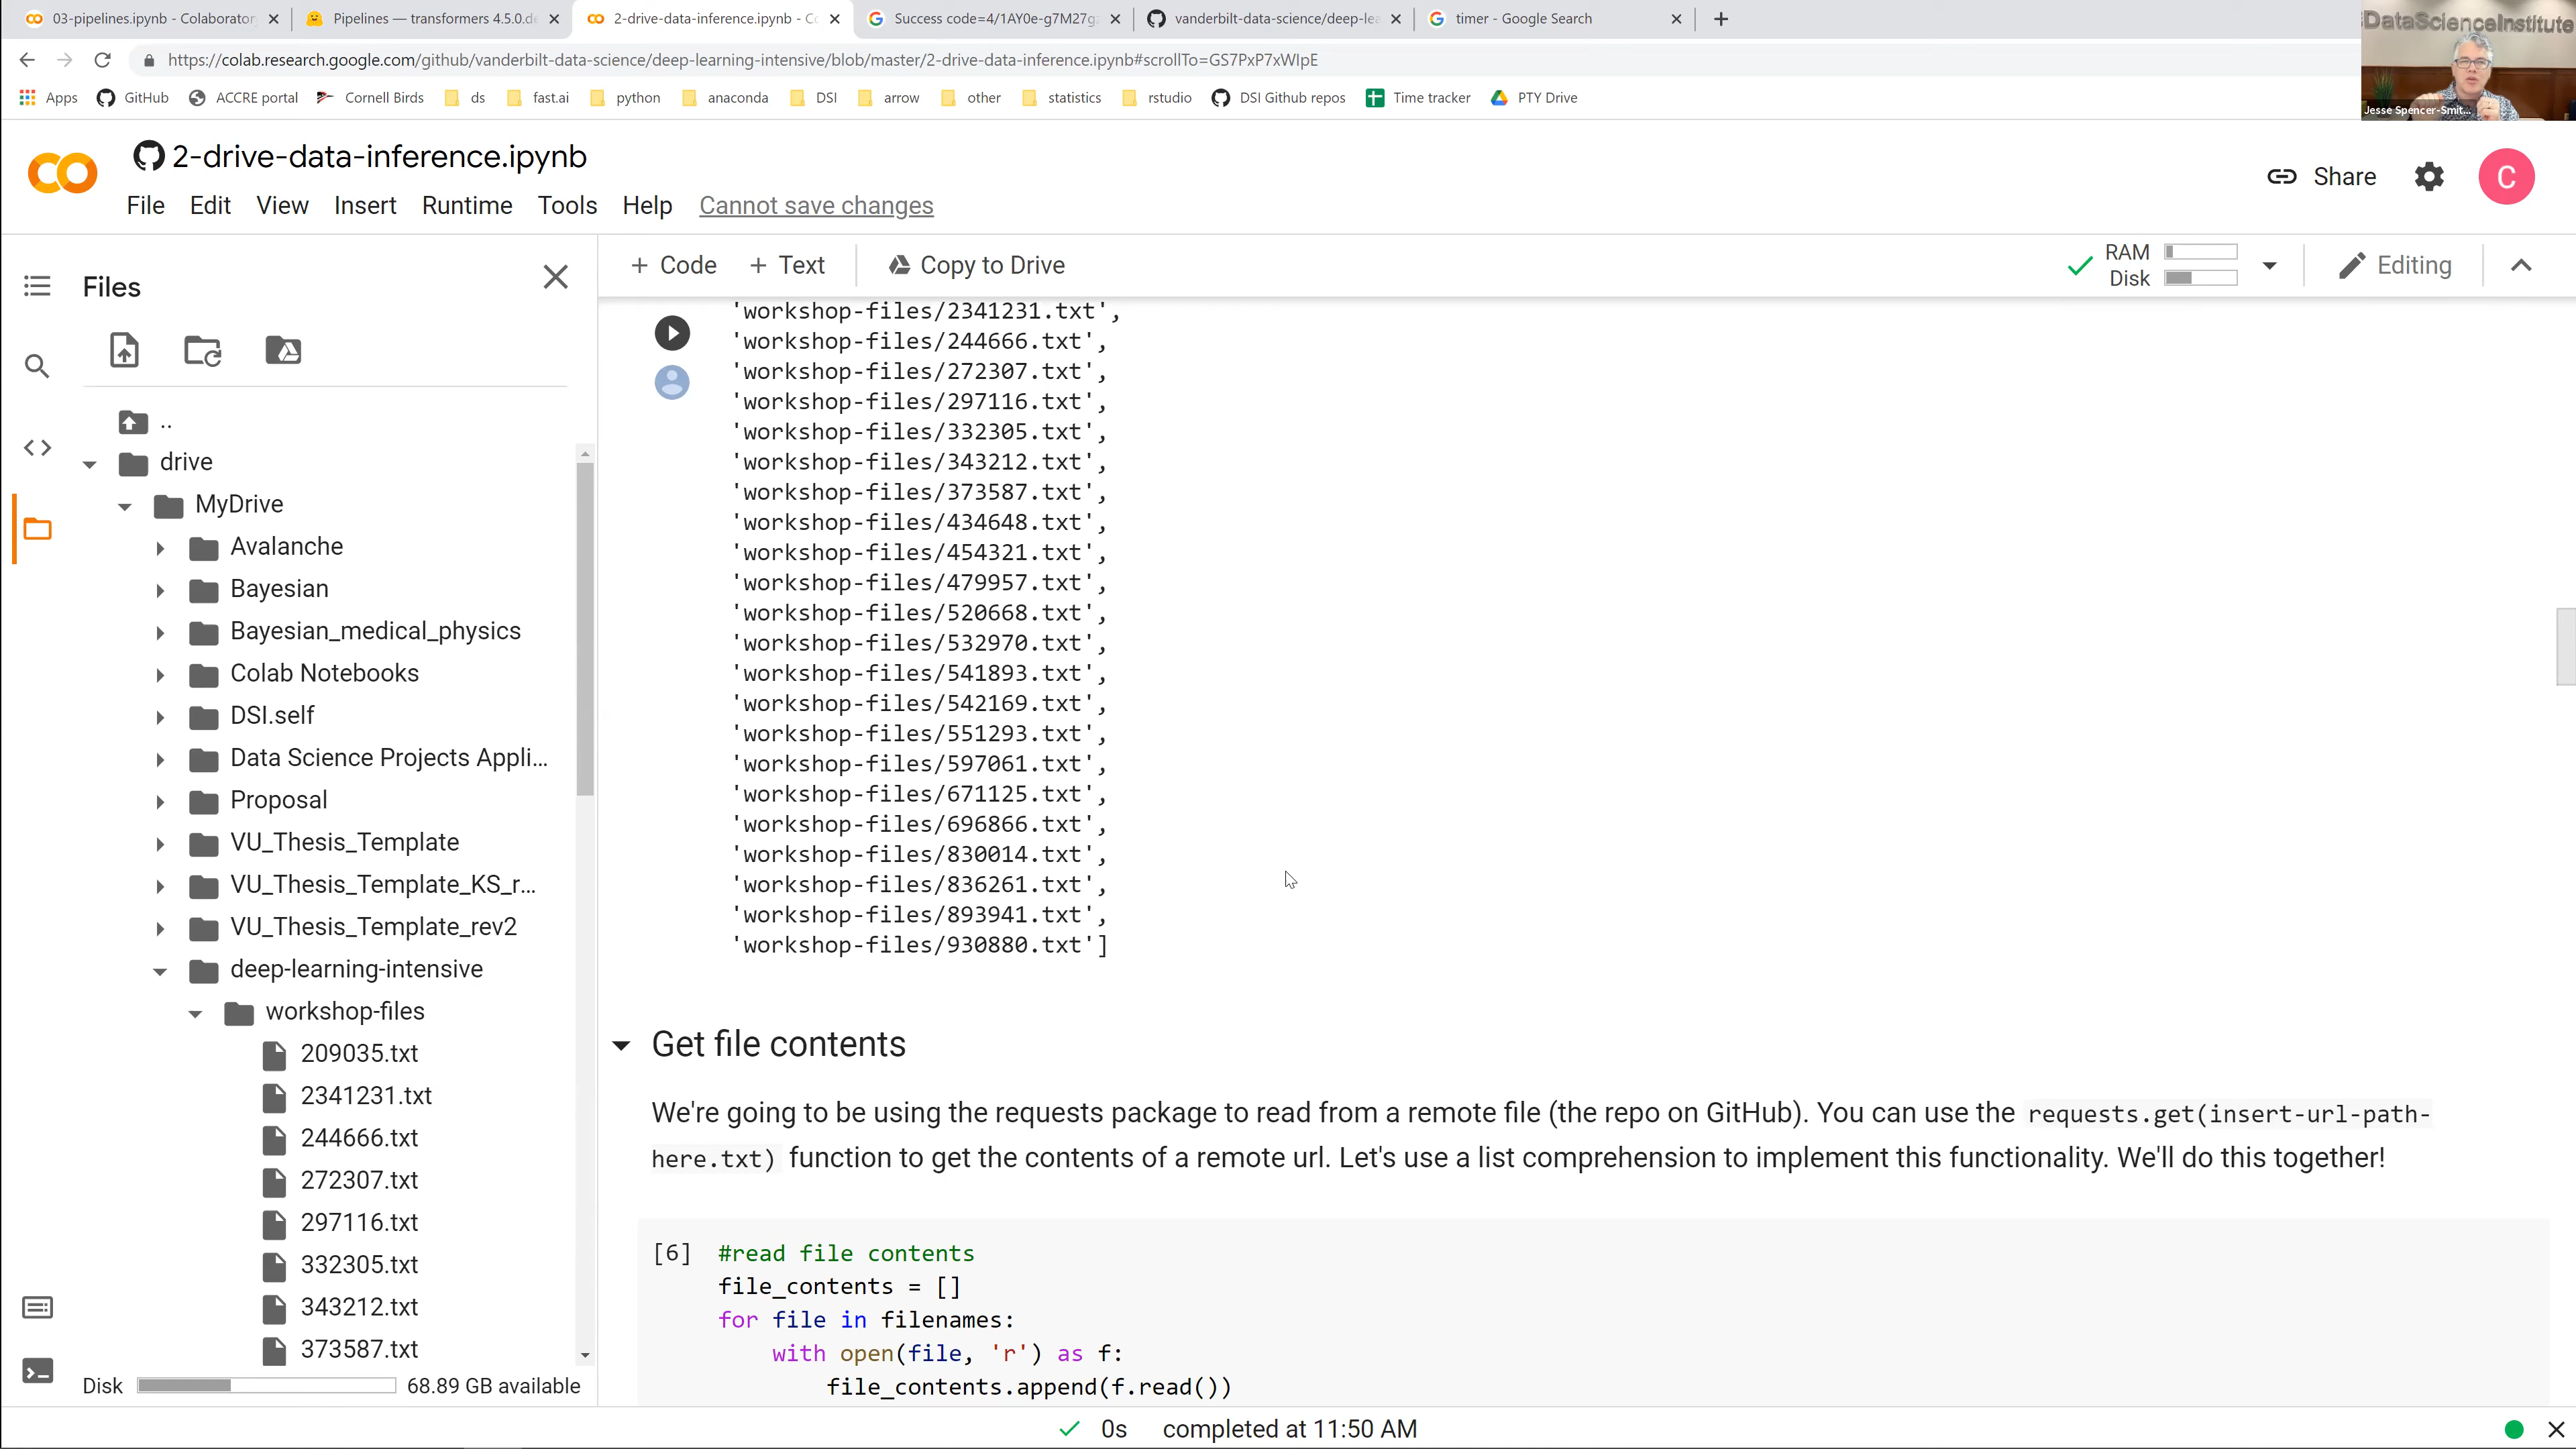 03-pipelines.ipynb - Colaborator
Pipelines — transformers 4.5.0.de
2-drive-data-inference.ipynb - Co
Success code=4/1AY0e-g7M27g
vanderbilt-data-science/deep-lea
timer - Google Search
https://colab.research.google.com/github/vanderbilt-data-science/deep-learning-intensive/blob/master/2-drive-data-inference.ipynb#scrollTo=GS7PxP7xWIpE
Apps GitHub ACCRE portal Cornell Birds ds fast.ai python anaconda DSI arrow other statistics rstudio DSI Github repos Time tracker PTY Drive
DataScienceInstitute
Jesse Spencer-Smit...
2-drive-data-inference.ipynb
File Edit View Insert Runtime Tools Help Cannot save changes
Share
C
Files
+ Code + Text Copy to Drive
RAM
Disk
Editing
..
drive
MyDrive
Avalanche
Bayesian
Bayesian_medical_physics
Colab Notebooks
DSI.self
Data Science Projects Appli...
Proposal
VU_Thesis_Template
VU_Thesis_Template_KS_r...
VU_Thesis_Template_rev2
deep-learning-intensive
workshop-files
209035.txt
2341231.txt
244666.txt
272307.txt
297116.txt
332305.txt
343212.txt
373587.txt
Disk 68.89 GB available
'workshop-files/2341231.txt',
'workshop-files/244666.txt',
'workshop-files/272307.txt',
'workshop-files/297116.txt',
'workshop-files/332305.txt',
'workshop-files/343212.txt',
'workshop-files/373587.txt',
'workshop-files/434648.txt',
'workshop-files/454321.txt',
'workshop-files/479957.txt',
'workshop-files/520668.txt',
'workshop-files/532970.txt',
'workshop-files/541893.txt',
'workshop-files/542169.txt',
'workshop-files/551293.txt',
'workshop-files/597061.txt',
'workshop-files/671125.txt',
'workshop-files/696866.txt',
'workshop-files/830014.txt',
'workshop-files/836261.txt',
'workshop-files/893941.txt',
'workshop-files/930880.txt']
Get file contents
We're going to be using the requests package to read from a remote file (the repo on GitHub). You can use the requests.get(insert-url-path-
here.txt) function to get the contents of a remote url. Let's use a list comprehension to implement this functionality. We'll do this together!
[6] #read file contents
file_contents = []
for file in filenames:
with open(file, 'r') as f:
file_contents.append(f.read())
0s completed at 11:50 AM